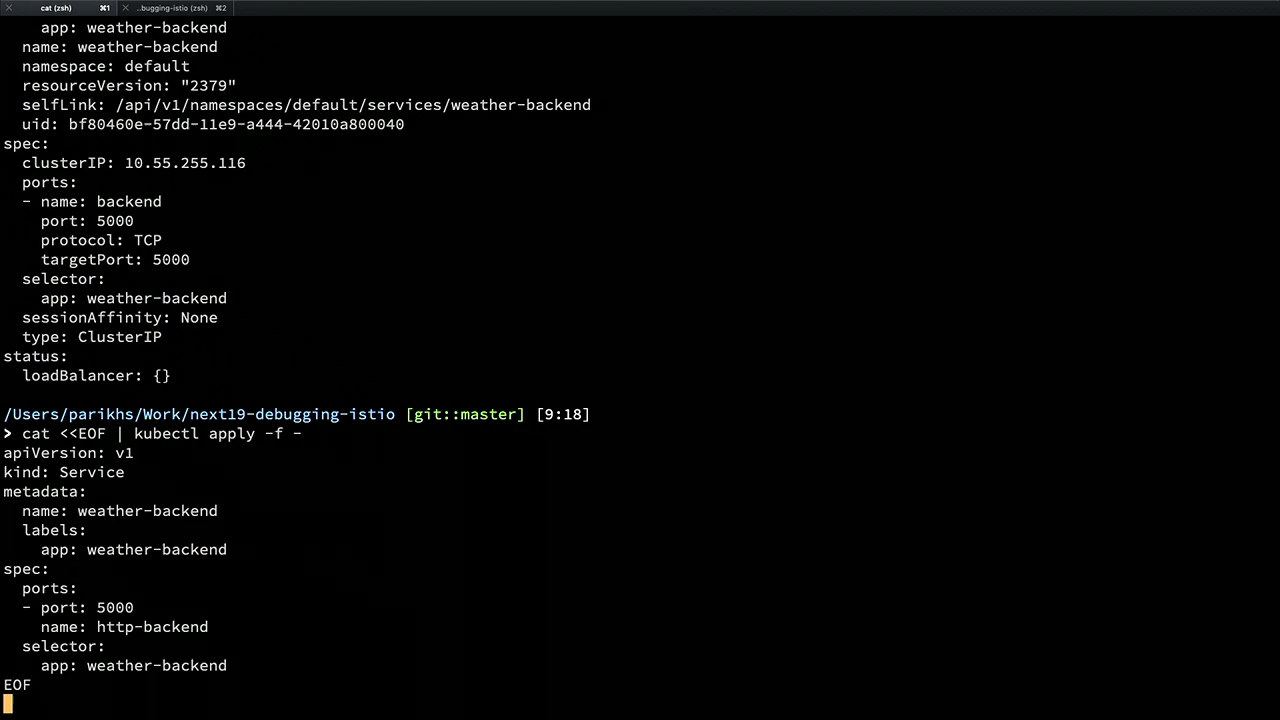 cat (zsh) ⌘1 ..bugging-istio (zsh) ⌘2
app: weather-backend
name: weather-backend
namespace: default
resourceVersion: "2379"
selfLink: /api/v1/namespaces/default/services/weather-backend
uid: bf80460e-57dd-11e9-a444-42010a800040
spec:
clusterIP: 10.55.255.116
ports:
- name: backend
port: 5000
protocol: TCP
targetPort: 5000
selector:
app: weather-backend
sessionAffinity: None
type: ClusterIP
status:
loadBalancer: {}
/Users/parikhs/Work/next19-debugging-istio [git::master] [9:18]
> cat <<EOF | kubectl apply -f -
apiVersion: v1
kind: Service
metadata:
name: weather-backend
labels:
app: weather-backend
spec:
ports:
- port: 5000
name: http-backend
selector:
app: weather-backend
EOF